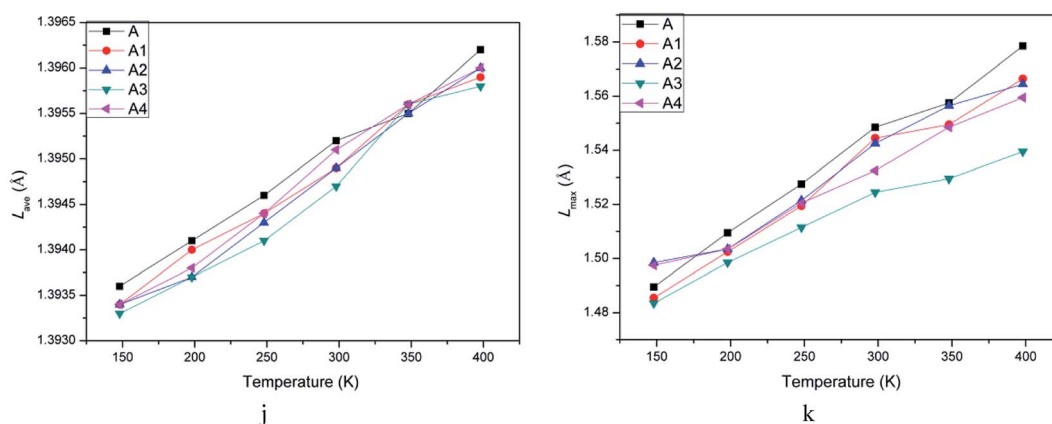 1.3965
1.3960
1.3955
1.3950
1.3945
1.3940
1.3935
1.3930
L_ave (Å)
A
A1
A2
A3
A4
150 200 250 300 350 400
Temperature (K)
j
1.58
1.56
1.54
1.52
1.50
1.48
L_max (Å)
A
A1
A2
A3
A4
150 200 250 300 350 400
Temperature (K)
k